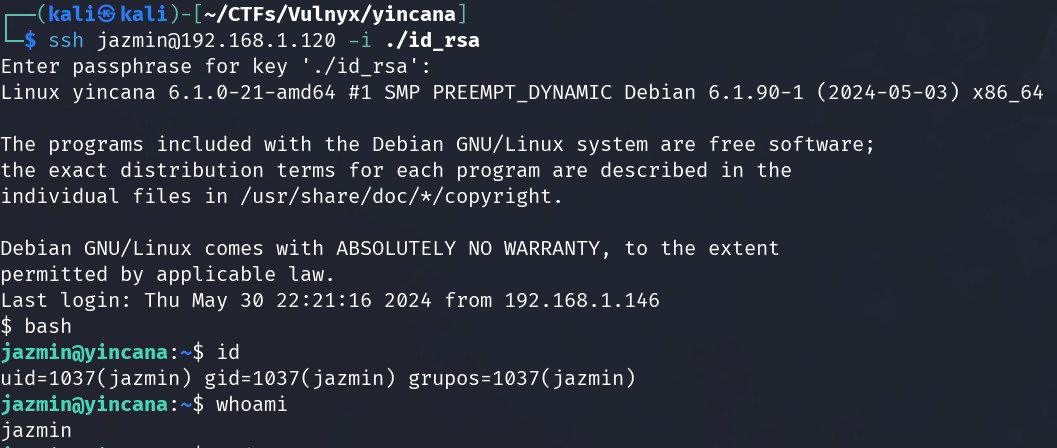 ┌──(kali㉿kali)-[~/CTFs/Vulnyx/yincana]
└─$ ssh jazmin@192.168.1.120 -i ./id_rsa
Enter passphrase for key './id_rsa':
Linux yincana 6.1.0-21-amd64 #1 SMP PREEMPT_DYNAMIC Debian 6.1.90-1 (2024-05-03) x86_64
The programs included with the Debian GNU/Linux system are free software;
the exact distribution terms for each program are described in the
individual files in /usr/share/doc/*/copyright.
Debian GNU/Linux comes with ABSOLUTELY NO WARRANTY, to the extent
permitted by applicable law.
Last login: Thu May 30 22:21:16 2024 from 192.168.1.146
$ bash
jazmin@yincana:~$ id
uid=1037(jazmin) gid=1037(jazmin) grupos=1037(jazmin)
jazmin@yincana:~$ whoami
jazmin